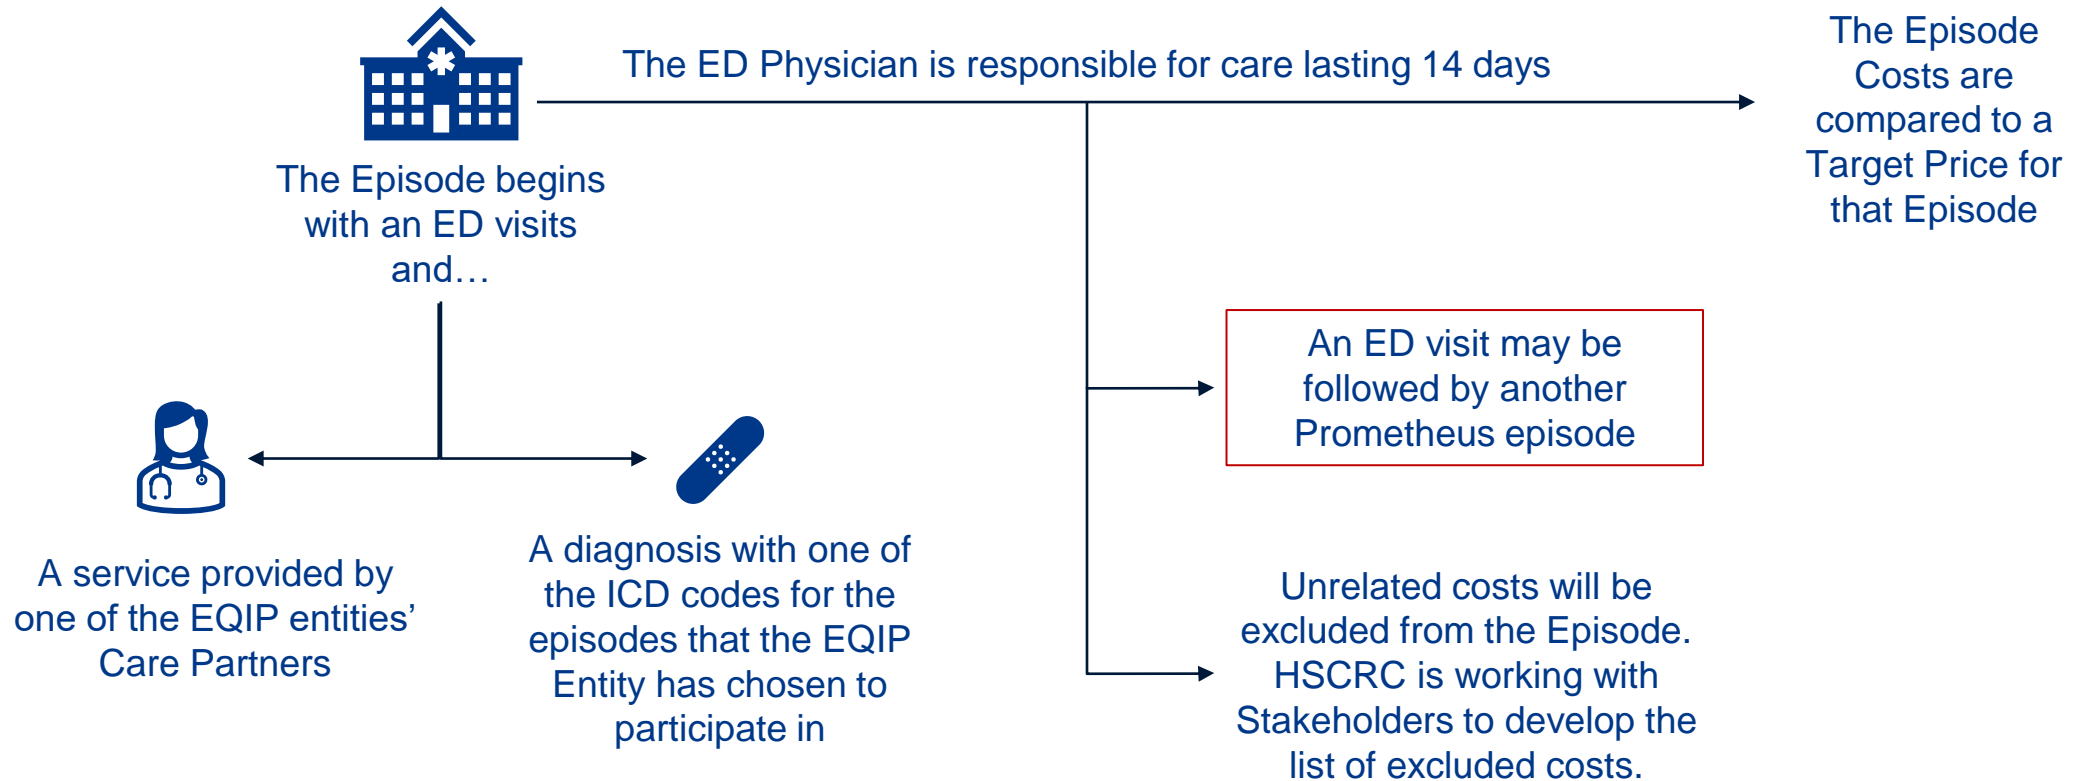 The ED Physician is responsible for care lasting 14 days
The Episode
Costs are
compared to a
Target Price for
that Episode
The Episode begins
with an ED visits
and…
An ED visit may be
followed by another
Prometheus episode
A service provided by
one of the EQIP entities’
Care Partners
A diagnosis with one of
the ICD codes for the
episodes that the EQIP
Entity has chosen to
participate in
Unrelated costs will be
excluded from the Episode.
HSCRC is working with
Stakeholders to develop the
list of excluded costs.